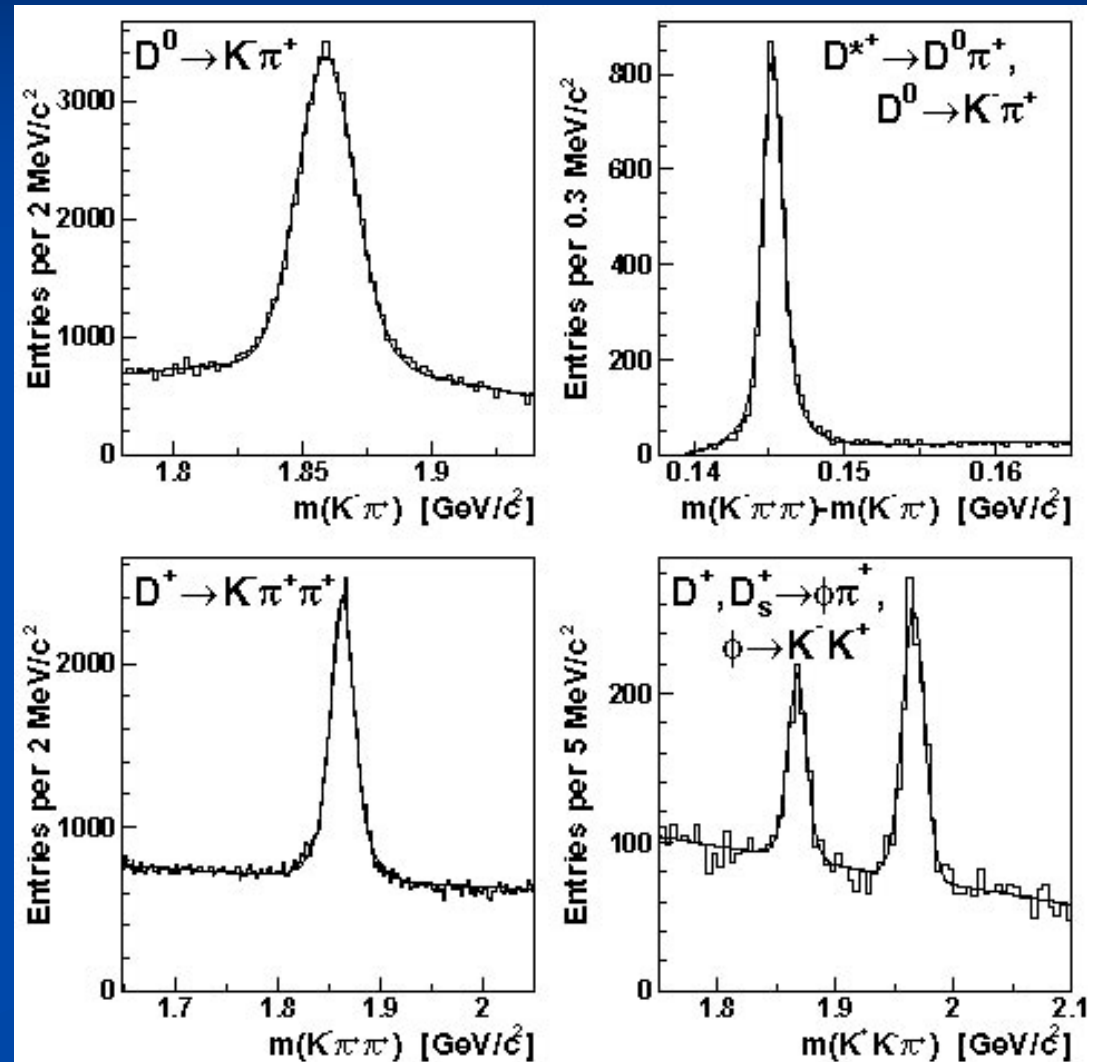 D⁰→K⁻π⁺
Entries per 2 MeV/c²
3000
2000
1000
0
1.8 1.85 1.9
m(K⁻π⁺) [GeV/c²]
D*⁺→D⁰π⁺,
D⁰→K⁻π⁺
Entries per 0.3 MeV/c²
800
600
400
200
0
0.14 0.15 0.16
m(K⁻π⁺π⁺)-m(K⁻π⁺) [GeV/c²]
D⁺→K⁻π⁺π⁺
Entries per 2 MeV/c²
2000
1000
0
1.7 1.8 1.9 2
m(K⁻π⁺π⁺) [GeV/c²]
D⁺,Dₛ⁺→ϕπ⁺,
ϕ→K⁻K⁺
Entries per 5 MeV/c²
200
100
0
1.8 1.9 2 2.1
m(K⁺K⁻π⁺) [GeV/c²]